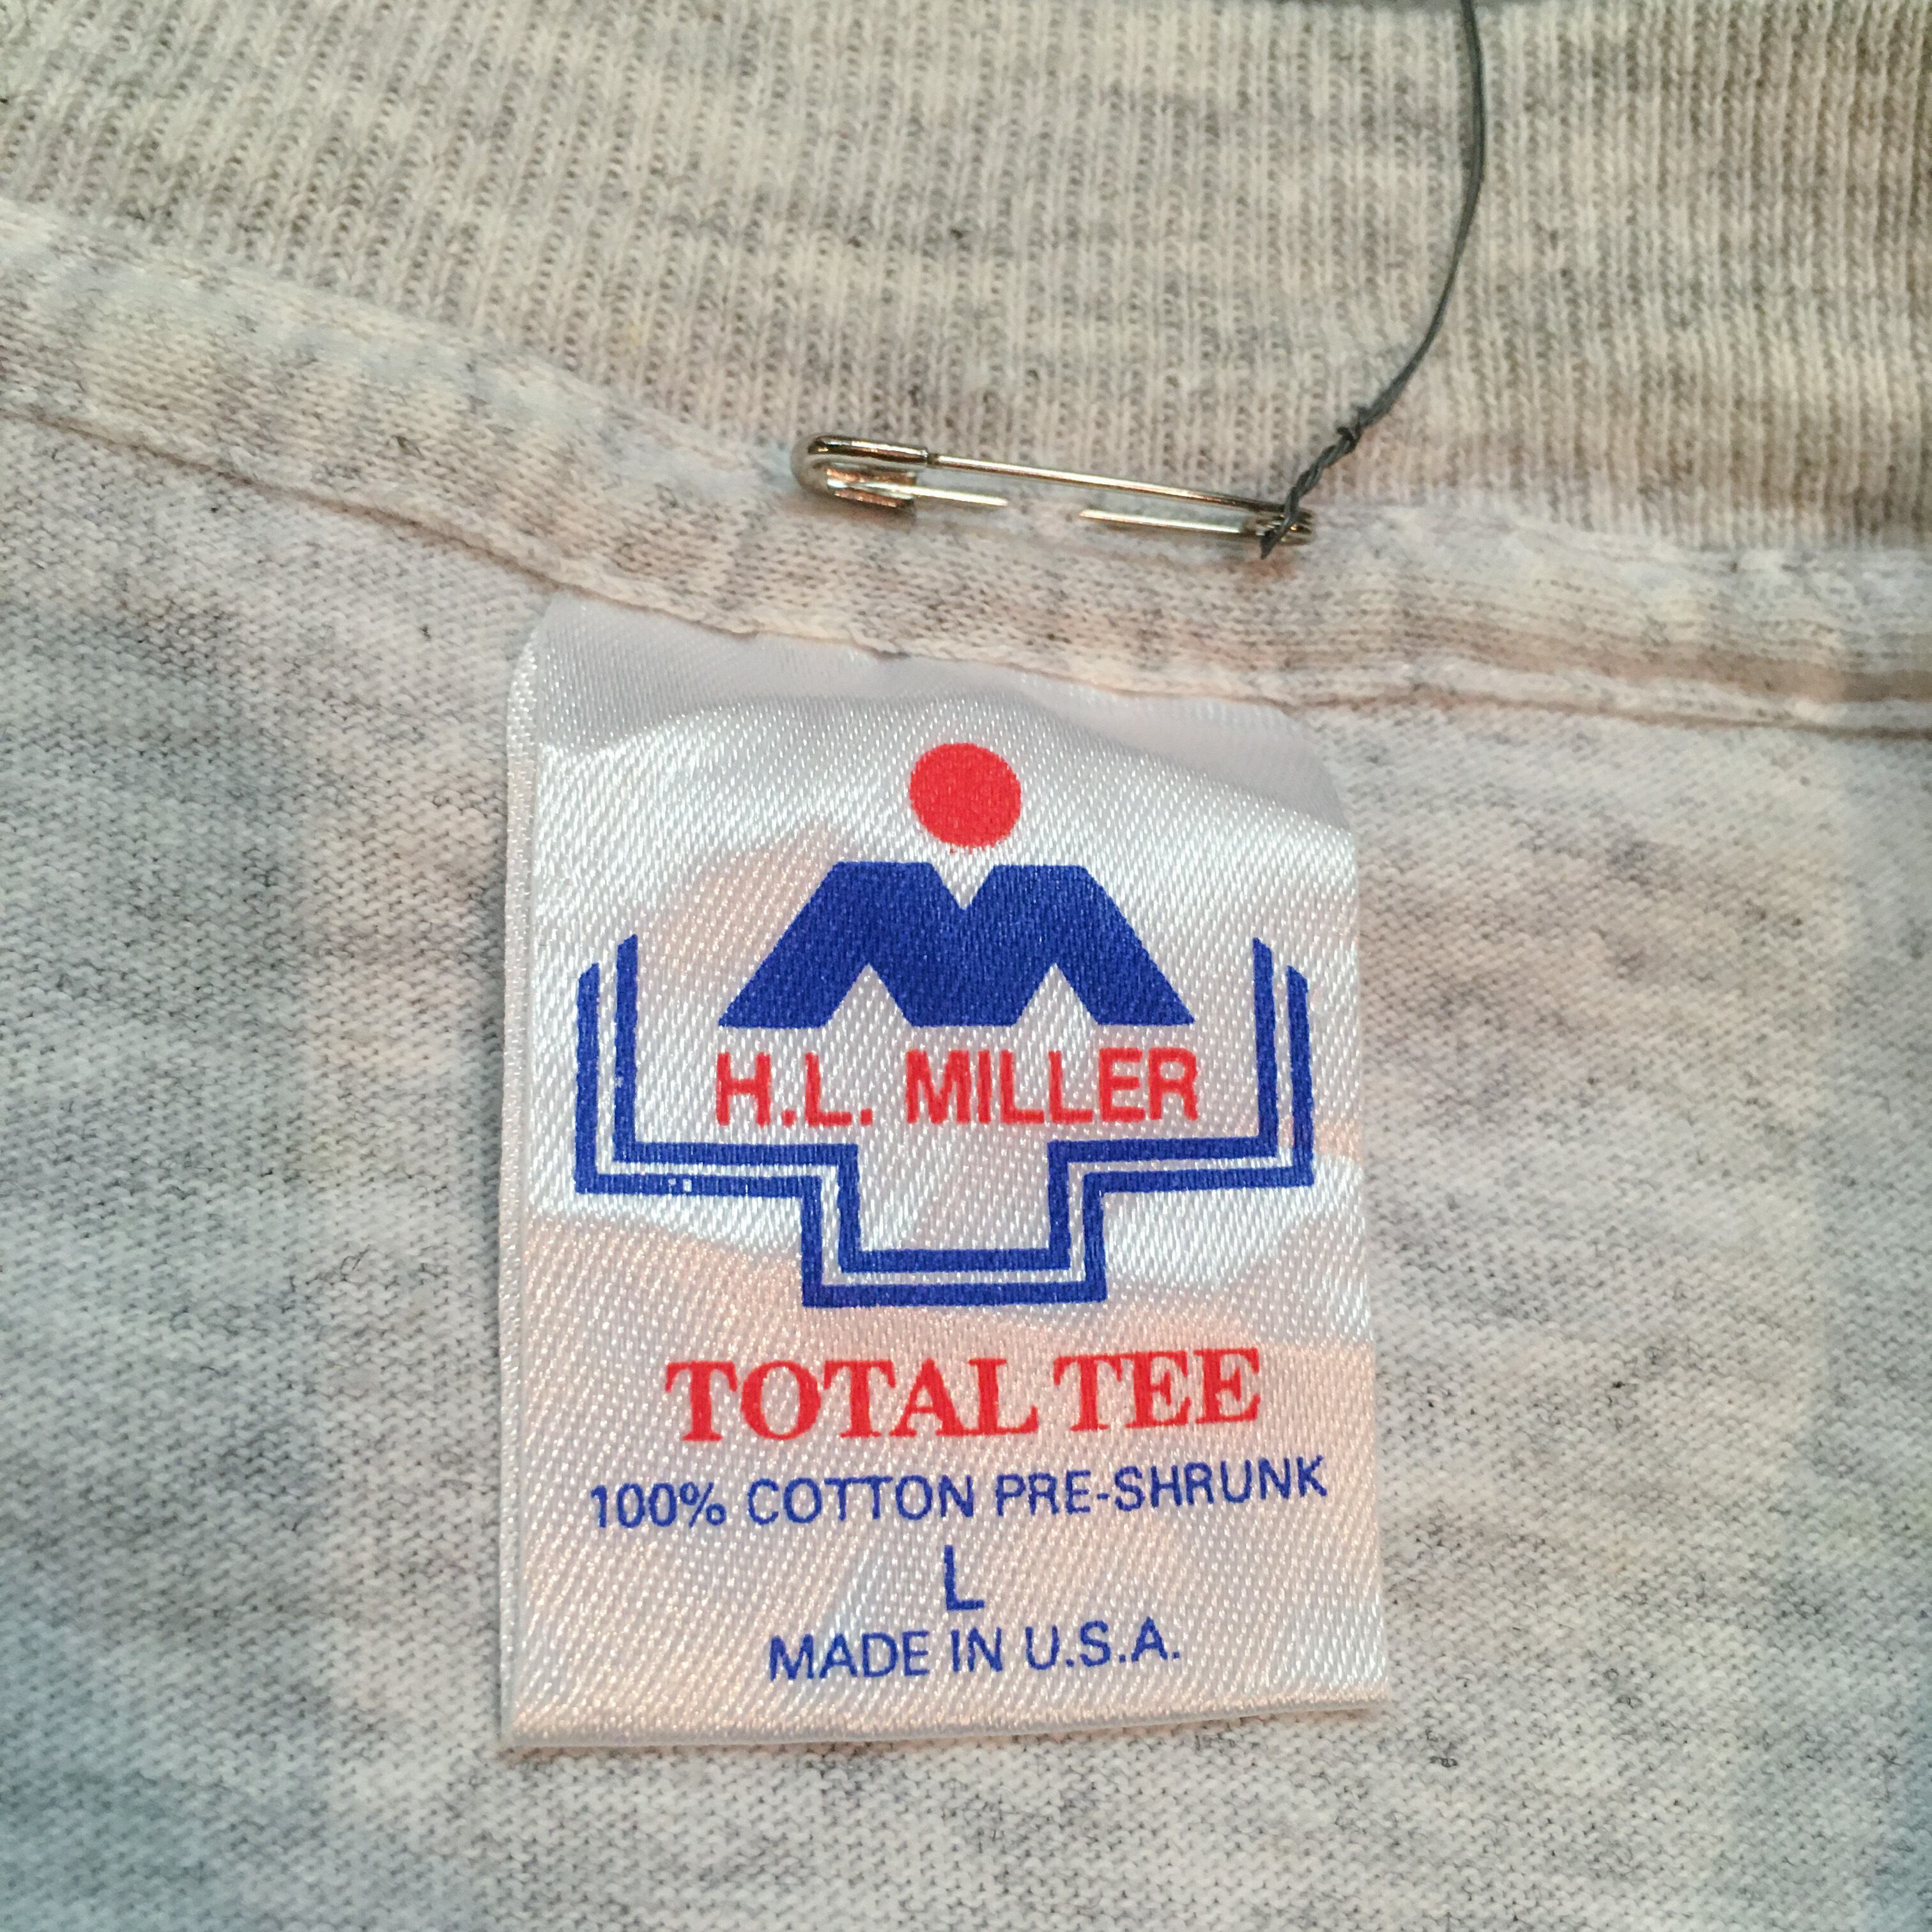 H.L. MILLER
TOTAL TEE
100% COTTON PRE-SHRUNK
L
MADE IN U.S.A.